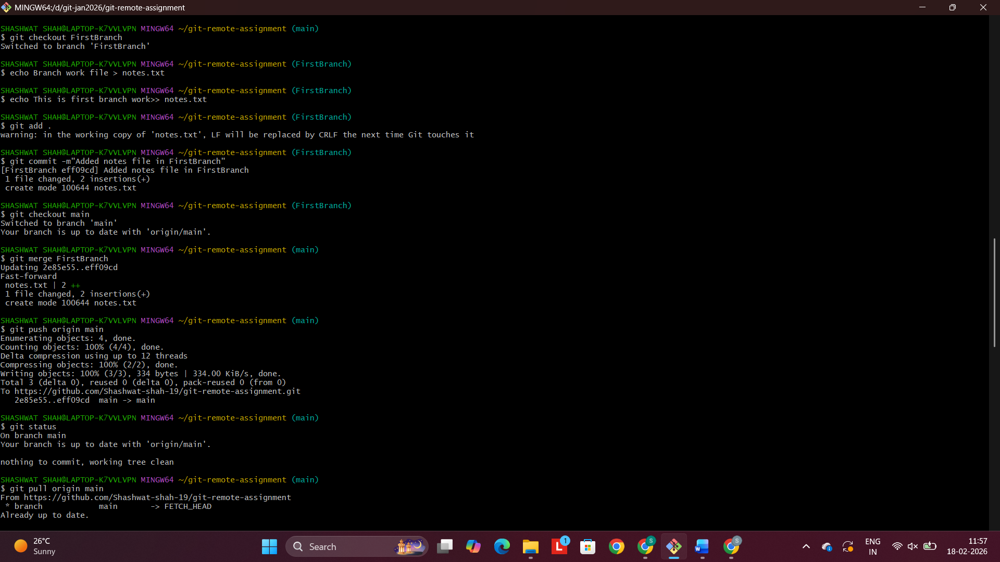 MINGW64:/d/git-jan2026/git-remote-assignment
SHASHWAT SHAH@LAPTOP-K7VVLVPN MINGW64 ~/git-remote-assignment (main)
$ git checkout FirstBranch
Switched to branch 'FirstBranch'
SHASHWAT SHAH@LAPTOP-K7VVLVPN MINGW64 ~/git-remote-assignment (FirstBranch)
$ echo Branch work file > notes.txt
SHASHWAT SHAH@LAPTOP-K7VVLVPN MINGW64 ~/git-remote-assignment (FirstBranch)
$ echo This is first branch work>> notes.txt
SHASHWAT SHAH@LAPTOP-K7VVLVPN MINGW64 ~/git-remote-assignment (FirstBranch)
$ git add .
warning: in the working copy of 'notes.txt', LF will be replaced by CRLF the next time Git touches it
SHASHWAT SHAH@LAPTOP-K7VVLVPN MINGW64 ~/git-remote-assignment (FirstBranch)
$ git commit -m"Added notes file in FirstBranch"
[FirstBranch eff09cd] Added notes file in FirstBranch
1 file changed, 2 insertions(+)
create mode 100644 notes.txt
SHASHWAT SHAH@LAPTOP-K7VVLVPN MINGW64 ~/git-remote-assignment (FirstBranch)
$ git checkout main
Switched to branch 'main'
Your branch is up to date with 'origin/main'.
SHASHWAT SHAH@LAPTOP-K7VVLVPN MINGW64 ~/git-remote-assignment (main)
$ git merge FirstBranch
Updating 2e85e55..eff09cd
Fast-forward
notes.txt | 2 ++
1 file changed, 2 insertions(+)
create mode 100644 notes.txt
SHASHWAT SHAH@LAPTOP-K7VVLVPN MINGW64 ~/git-remote-assignment (main)
$ git push origin main
Enumerating objects: 4, done.
Counting objects: 100% (4/4), done.
Delta compression using up to 12 threads
Compressing objects: 100% (2/2), done.
Writing objects: 100% (3/3), 334 bytes | 334.00 KiB/s, done.
Total 3 (delta 0), reused 0 (delta 0), pack-reused 0 (from 0)
To https://github.com/Shashwat-shah-19/git-remote-assignment.git
2e85e55..eff09cd main -> main
SHASHWAT SHAH@LAPTOP-K7VVLVPN MINGW64 ~/git-remote-assignment (main)
$ git status
On branch main
Your branch is up to date with 'origin/main'.
nothing to commit, working tree clean
SHASHWAT SHAH@LAPTOP-K7VVLVPN MINGW64 ~/git-remote-assignment (main)
$ git pull origin main
From https://github.com/Shashwat-shah-19/git-remote-assignment
* branch main -> FETCH_HEAD
Already up to date.
26°C
Sunny
Search
L
1
S
W
S
ENG
IN
11:57
18-02-2026